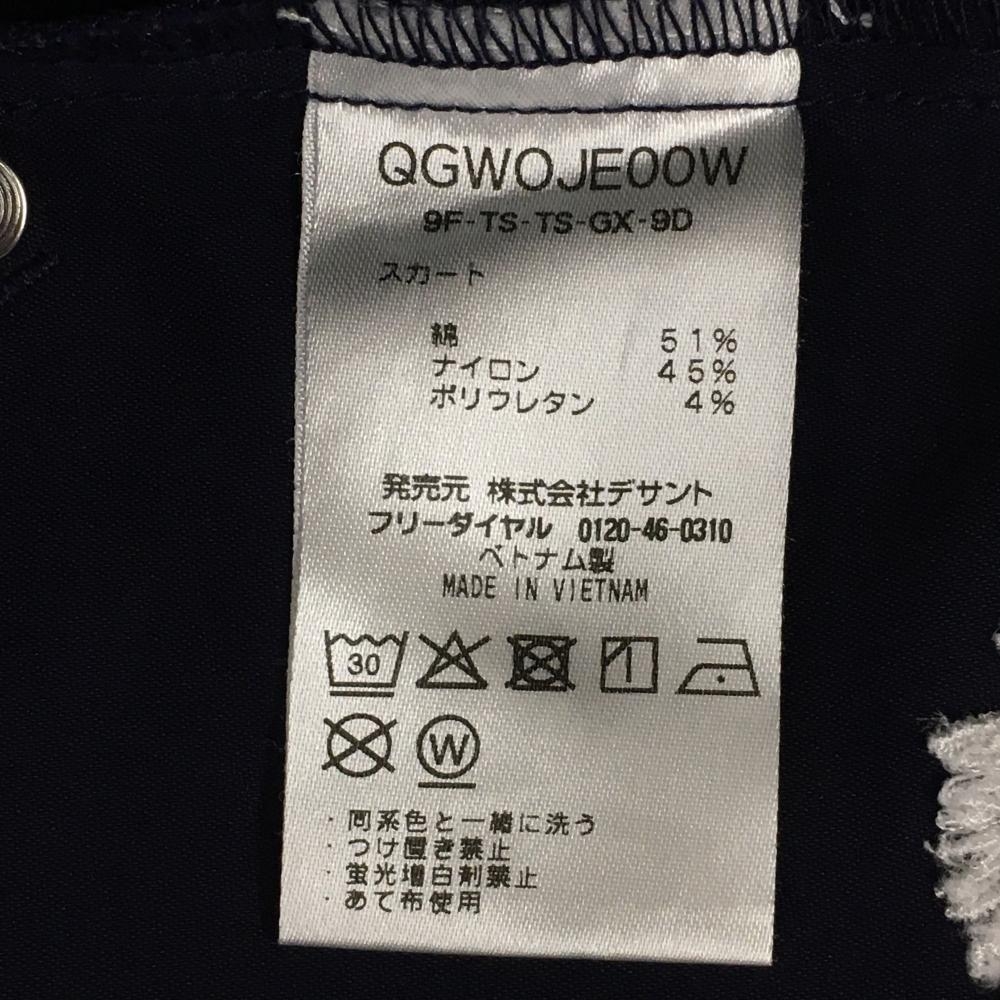 QGWOJE00W
9F-TS-TS-GX-9D
スカート
綿 51%
ナイロン 45%
ポリウレタン 4%
発売元 株式会社デサント
フリーダイヤル 0120-46-0310
ベトナム製
MADE IN VIETNAM
30
W
・同系色と一緒に洗う
・つけ置き禁止
・蛍光増白剤禁止
・あて布使用